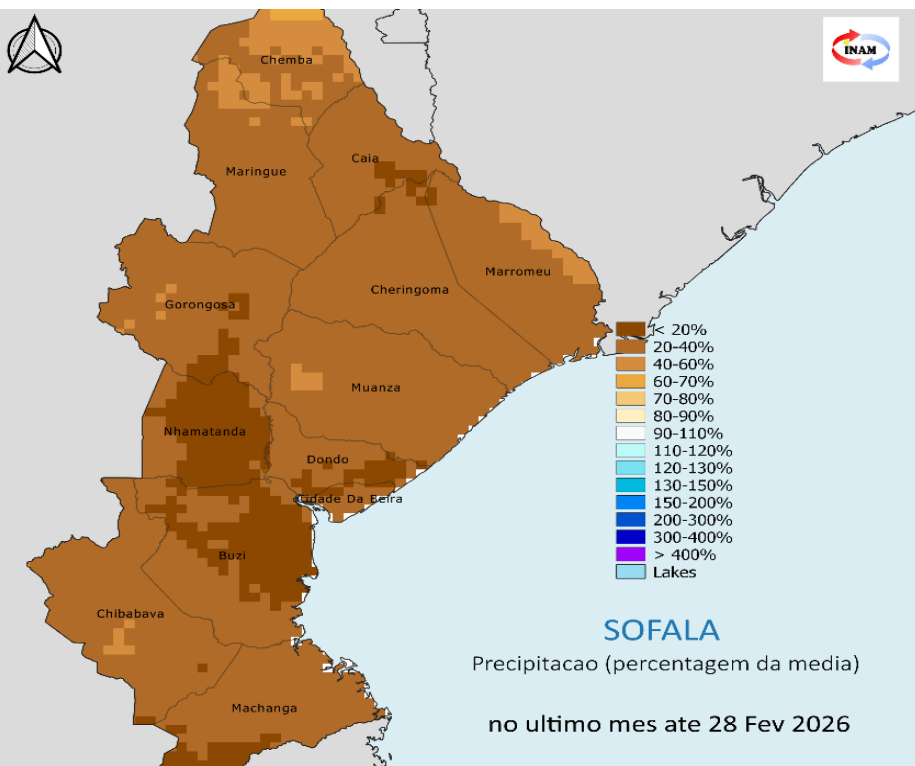 INAM
Chemba
Caia
Maringue
Marromeu
Cheringoma
Gorongosa
Muanza
Nhamatanda
Dondo
Cidade Da Beira
Buzi
Chibabava
Machanga
< 20%
20-40%
40-60%
60-70%
70-80%
80-90%
90-110%
110-120%
120-130%
130-150%
150-200%
200-300%
300-400%
> 400%
Lakes
SOFALA
Precipitacao (percentagem da media)
no ultimo mes ate 28 Fev 2026